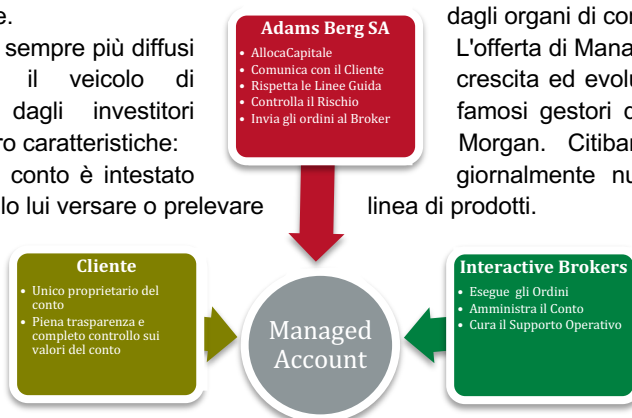 e.
sempre più diffusi
il veicolo di
dagli investitori
ro caratteristiche:
conto è intestato
lo lui versare o prelevare
Adams Berg SA
• AllocaCapitale
• Comunica con il Cliente
• Rispetta le Linee Guida
• Controlla il Rischio
• Invia gli ordini al Broker
dagli organi di
L'offerta di Mana
crescita ed evolu
famosi gestori
Morgan. Citiba
giornalmente nu
linea di prodotti.
Cliente
• Unico proprietario del
conto
• Piena trasparenza e
completo controllo sui
valori del conto
Managed
Account
Interactive Brokers
• Esegue gli Ordini
• Amministra il Conto
• Cura il Supporto Operativo